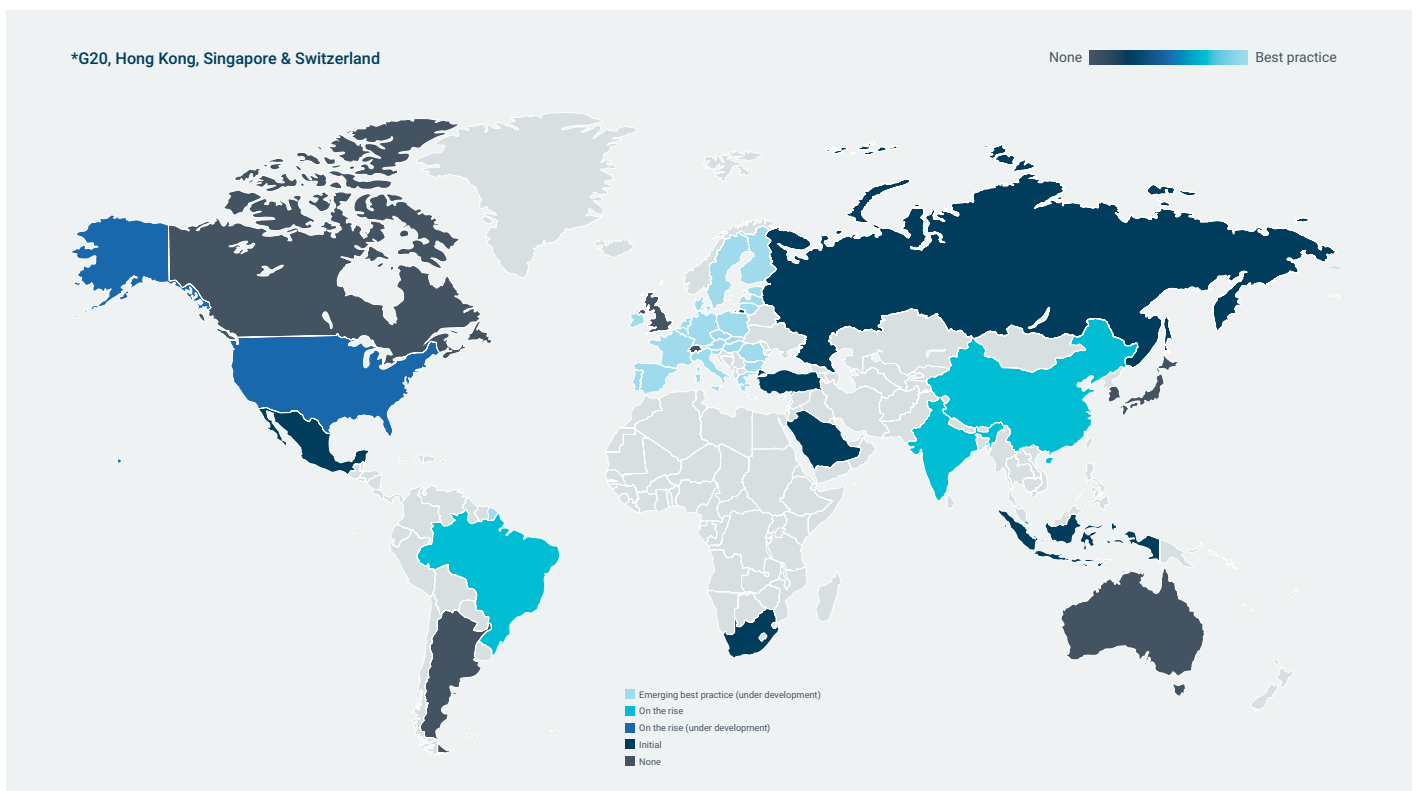 *G20, Hong Kong, Singapore & Switzerland
None Best practice
Emerging best practice (under development)
On the rise
On the rise (under development)
Initial
None